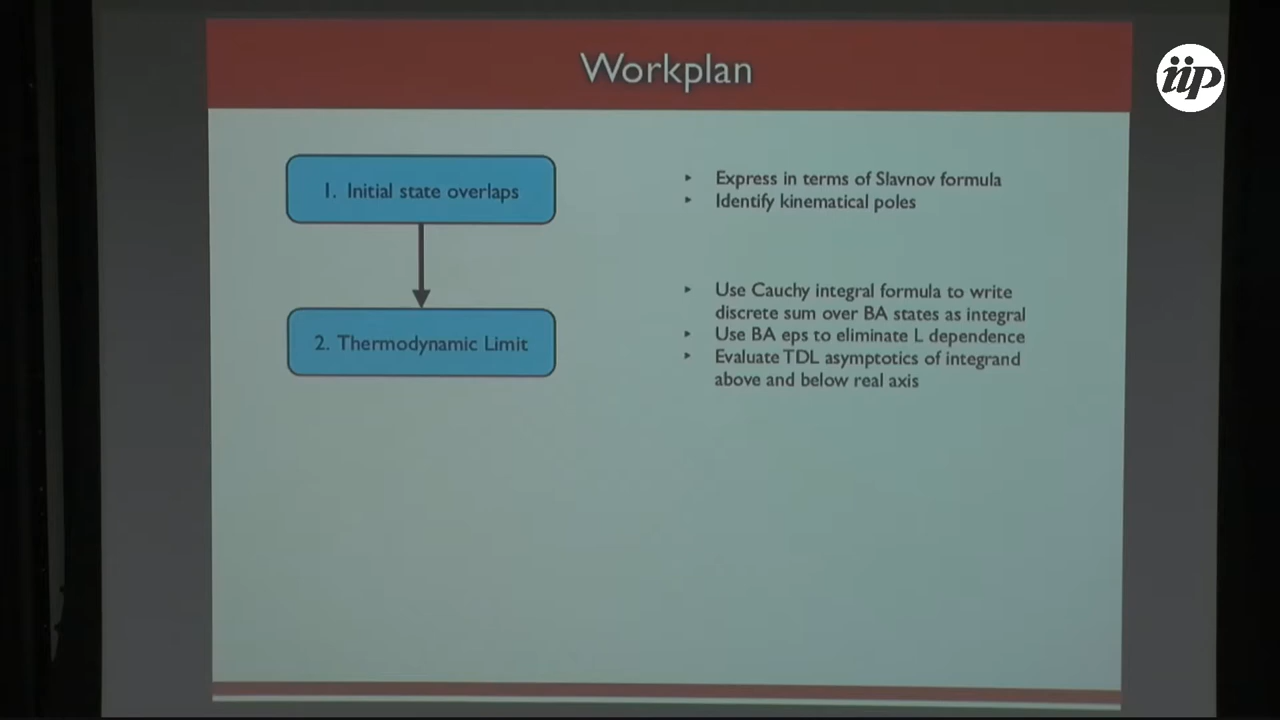 Workplan
iip
1. Initial state overlaps
‣ Express in terms of Slavnov formula
‣ Identify kinematical poles
2. Thermodynamic Limit
‣ Use Cauchy integral formula to write
discrete sum over BA states as integral
‣ Use BA eps to eliminate L dependence
‣ Evaluate TDL asymptotics of integrand
above and below real axis